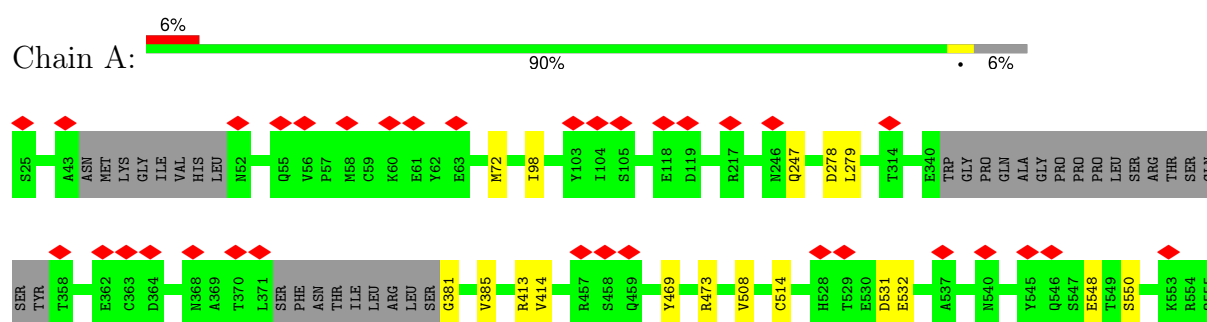 6%
Chain A:
90% • 6%
S25 A43 ASN MET LYS GLY ILE VAL HIS LEU N52 Q55 V56 P57 M58 C59 K60 E61 Y62 E63 M72 I98 Y103 I104 S105 E118 D119 R217 N246 Q247 D278 L279 T314 E340 TRP GLY PRO GLN ALA GLY PRO PRO PRO LEU SER ARG THR SER
SER TYR T358 E362 C363 D364 N368 A369 T370 L371 SER PHE ASN THR ILE LEU ARG LEU SER G381 V385 R413 V414 R457 S458 Q459 Y469 R473 V508 C514 H528 T529 E530 D531 E532 A537 N540 Y545 Q546 S547 E548 T549 S550 K553 R554